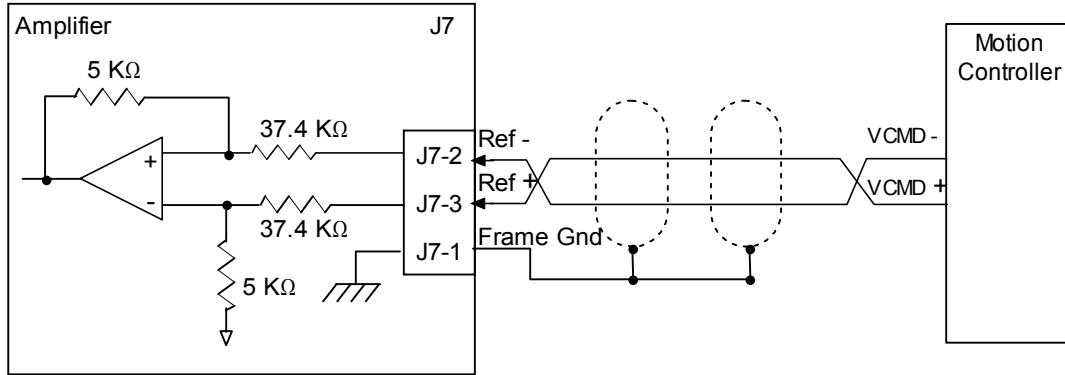 Amplifier
J7
5 KΩ
+
-
37.4 KΩ
37.4 KΩ
5 KΩ
J7-2
J7-3
J7-1
Ref -
Ref +
Frame Gnd
Motion
Controller
VCMD -
VCMD +